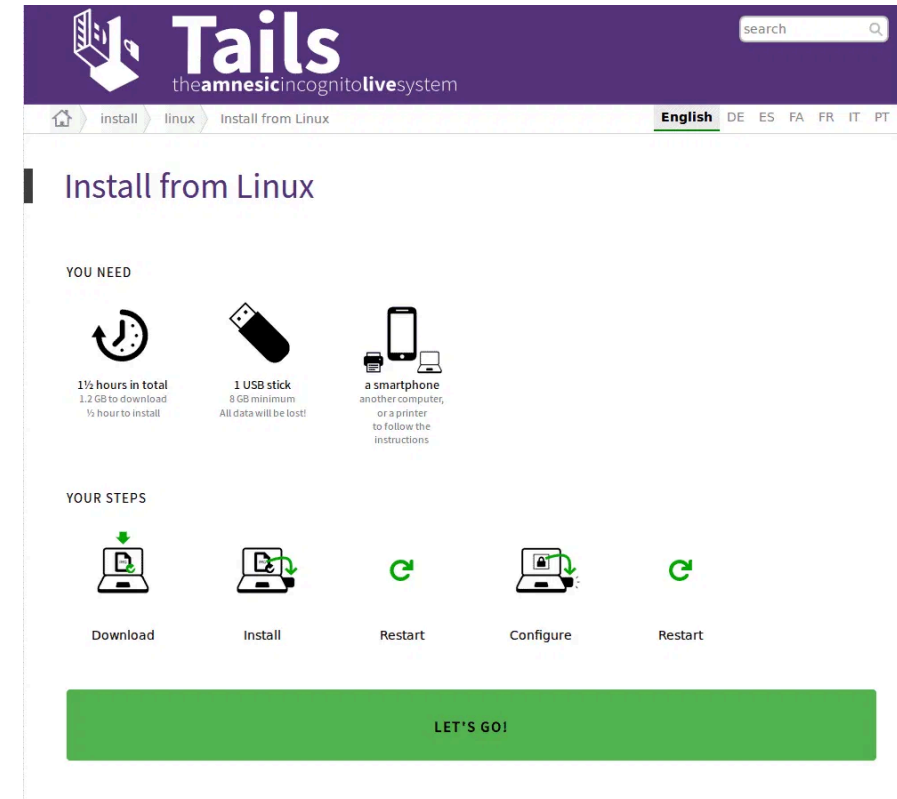 Tails
theamnesicincognitolivesystem
search
install linux Install from Linux
English DE ES FA FR IT PT
Install from Linux
YOU NEED
1½ hours in total
1.2 GB to download
½ hour to install
1 USB stick
8 GB minimum
All data will be lost!
a smartphone
another computer,
or a printer
to follow the
instructions
YOUR STEPS
Download Install Restart Configure Restart
LET'S GO!